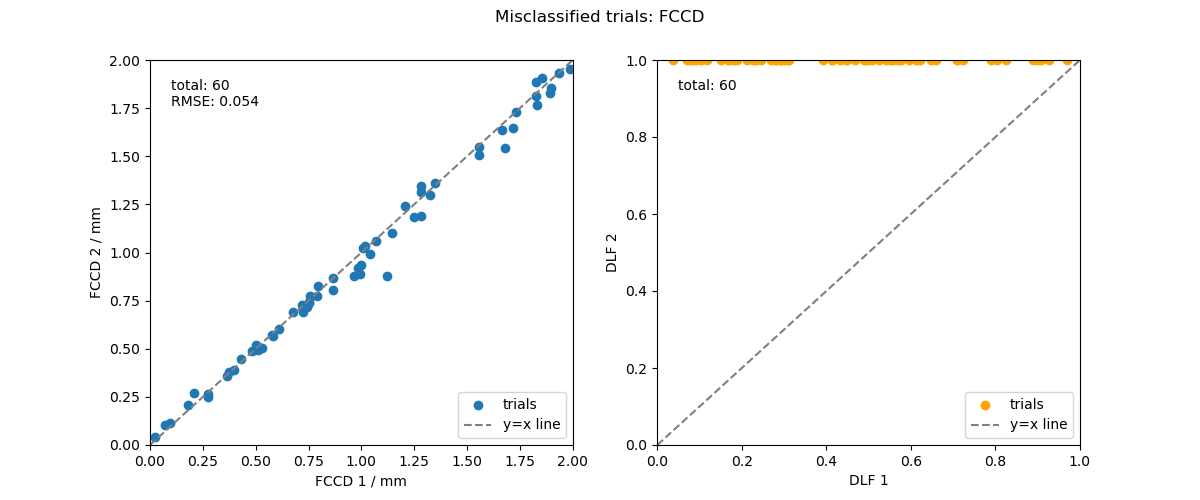 Misclassified trials: FCCD
2.00
1.75
1.50
1.25
1.00
0.75
0.50
0.25
0.00
FCCD 2 / mm
total: 60
RMSE: 0.054
trials
y=x line
0.00
0.25
0.50
0.75
1.00
1.25
1.50
1.75
2.00
FCCD 1 / mm
1.0
0.8
0.6
0.4
0.2
0.0
DLF 2
total: 60
trials
y=x line
0.0
0.2
0.4
0.6
0.8
1.0
DLF 1